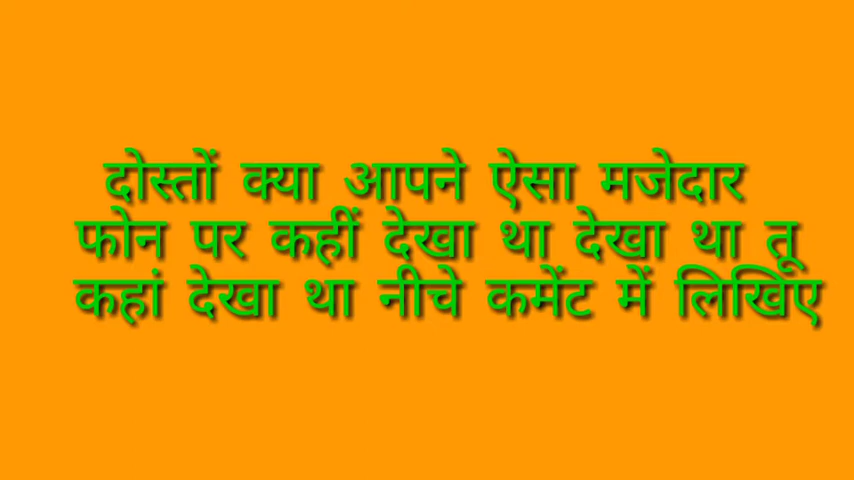 दोस्तों क्या आपने ऐसा मजेदार
फोन पर कहीं देखा था देखा था तू
कहां देखा था नीचे कमेंट में लिखिए